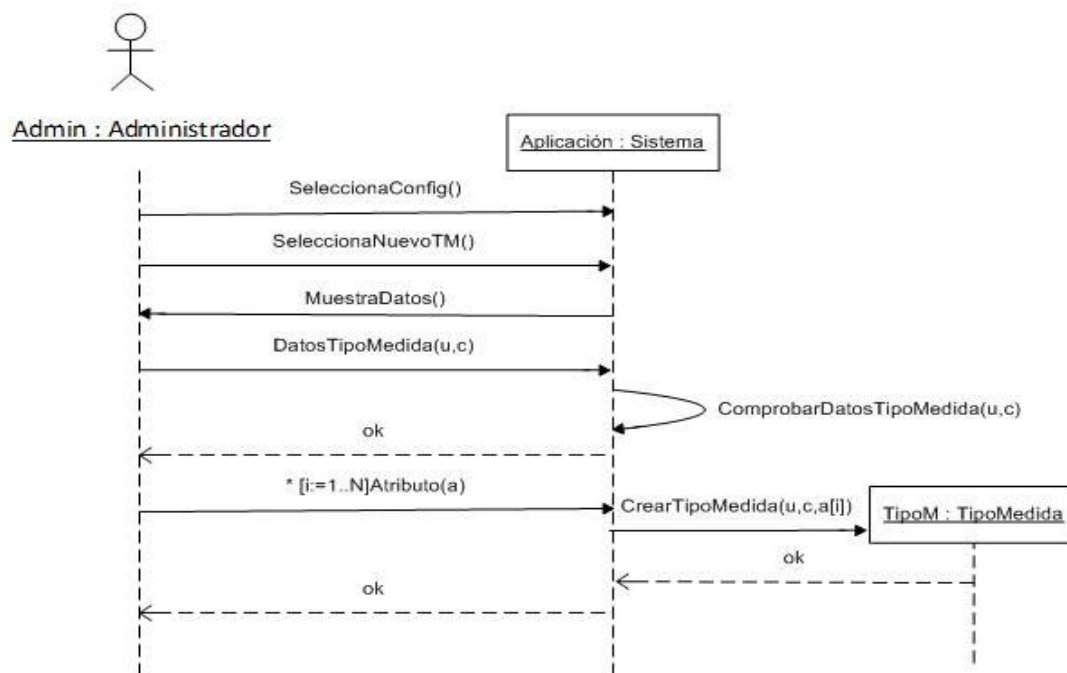 Admin : Administrador
Aplicación : Sistema
SeleccionaConfig()
SeleccionaNuevoTM()
MuestraDatos()
DatosTipoMedida(u,c)
ComprobarDatosTipoMedida(u,c)
ok
* [i:=1..N]Atributo(a)
CrearTipoMedida(u,c,a[i])
TipoM : TipoMedida
ok
ok